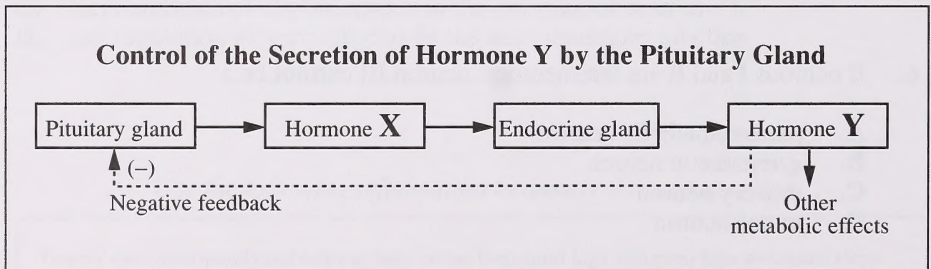 Control of the Secretion of Hormone Y by the Pituitary Gland
Pituitary gland
Hormone X
Endocrine gland
Hormone Y
(–)
Negative feedback
Other
metabolic effects